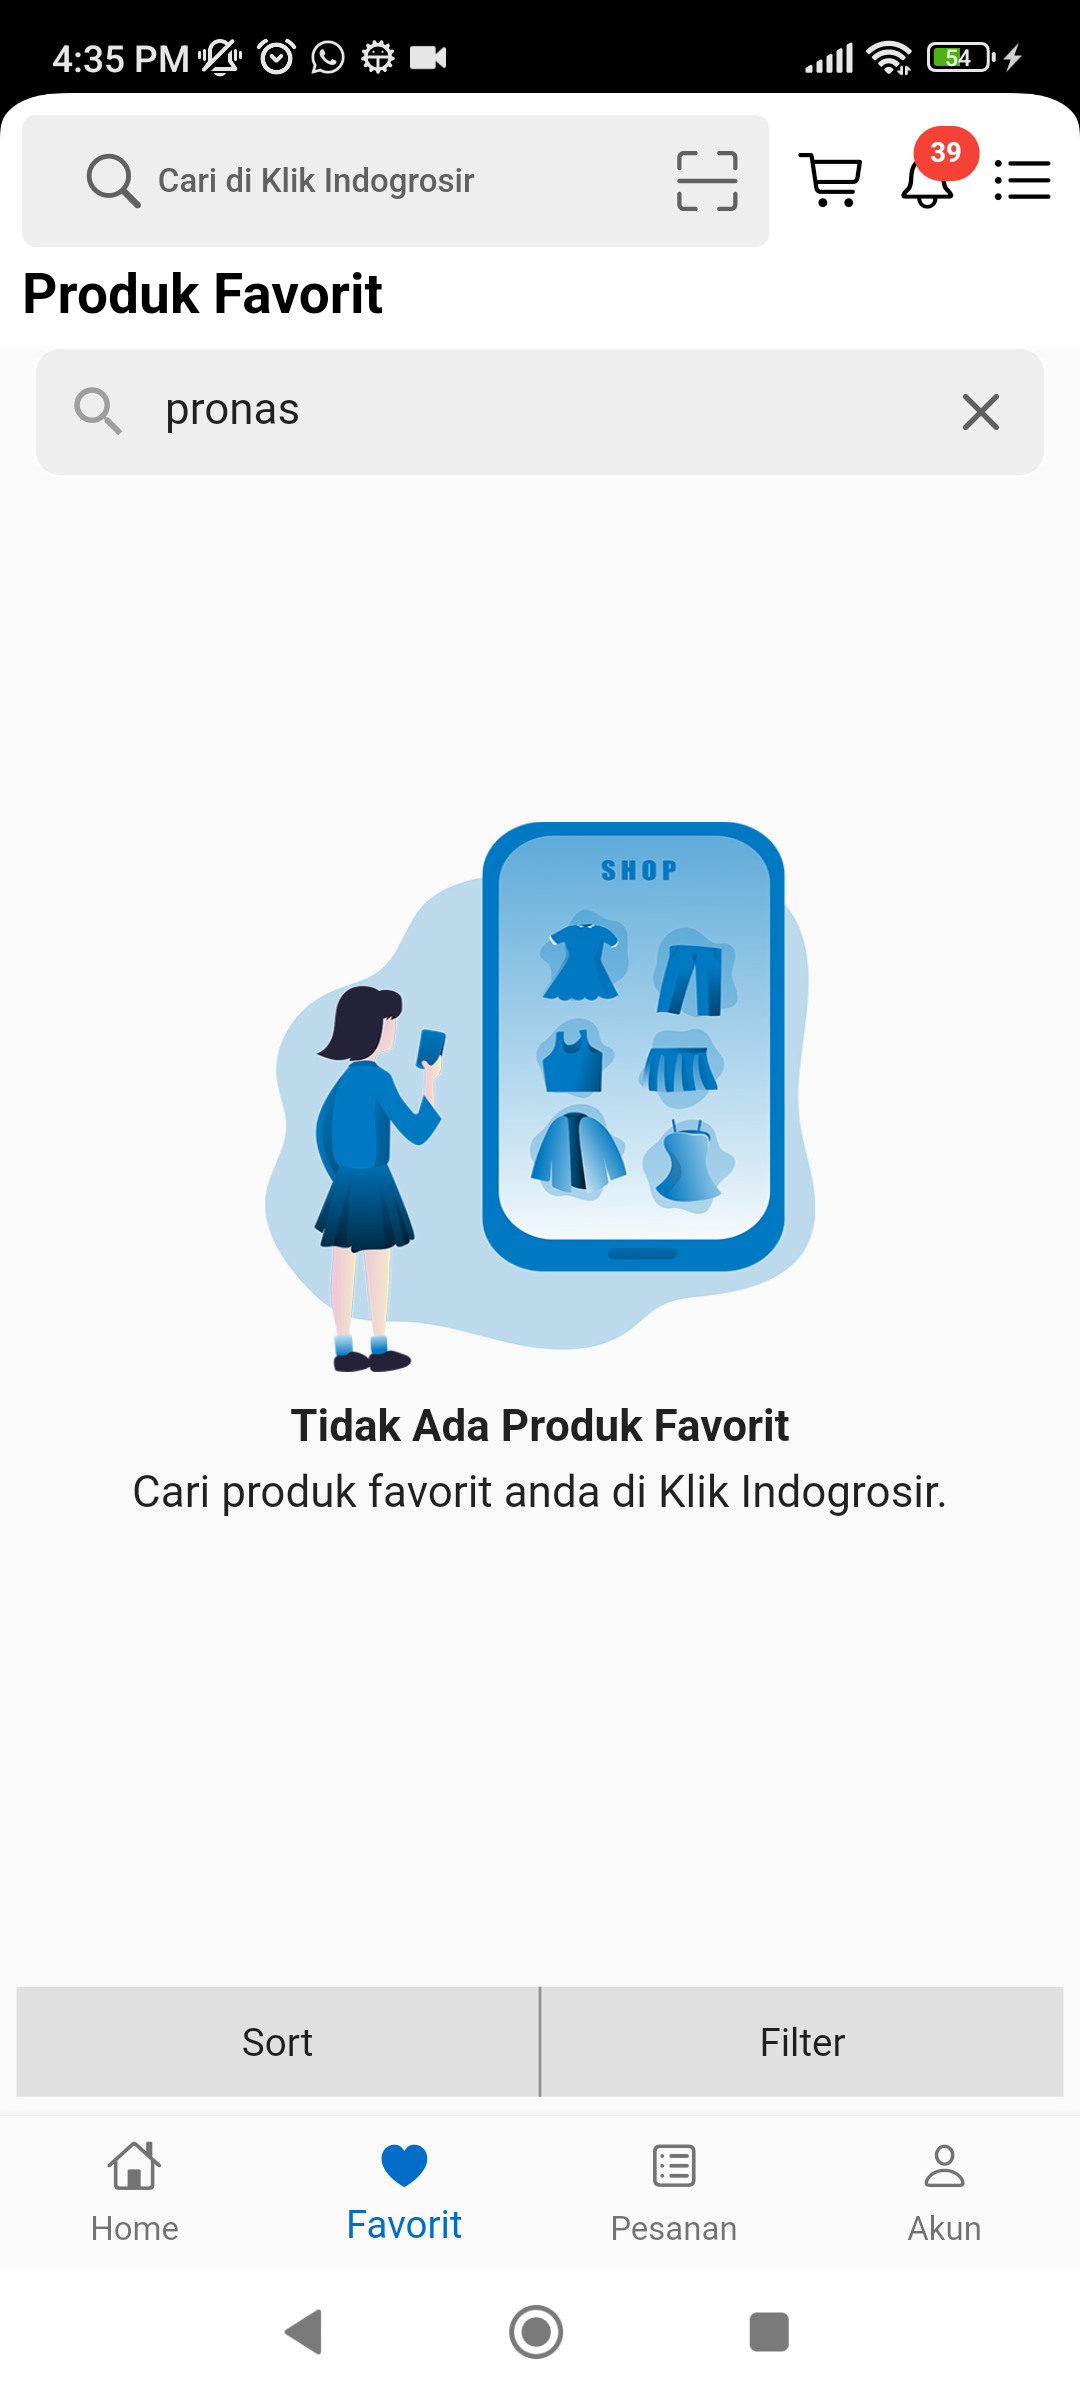 4:35 PM
54
Cari di Klik Indogrosir
39
Produk Favorit
pronas
SHOP
Tidak Ada Produk Favorit
Cari produk favorit anda di Klik Indogrosir.
Sort
Filter
Home
Favorit
Pesanan
Akun